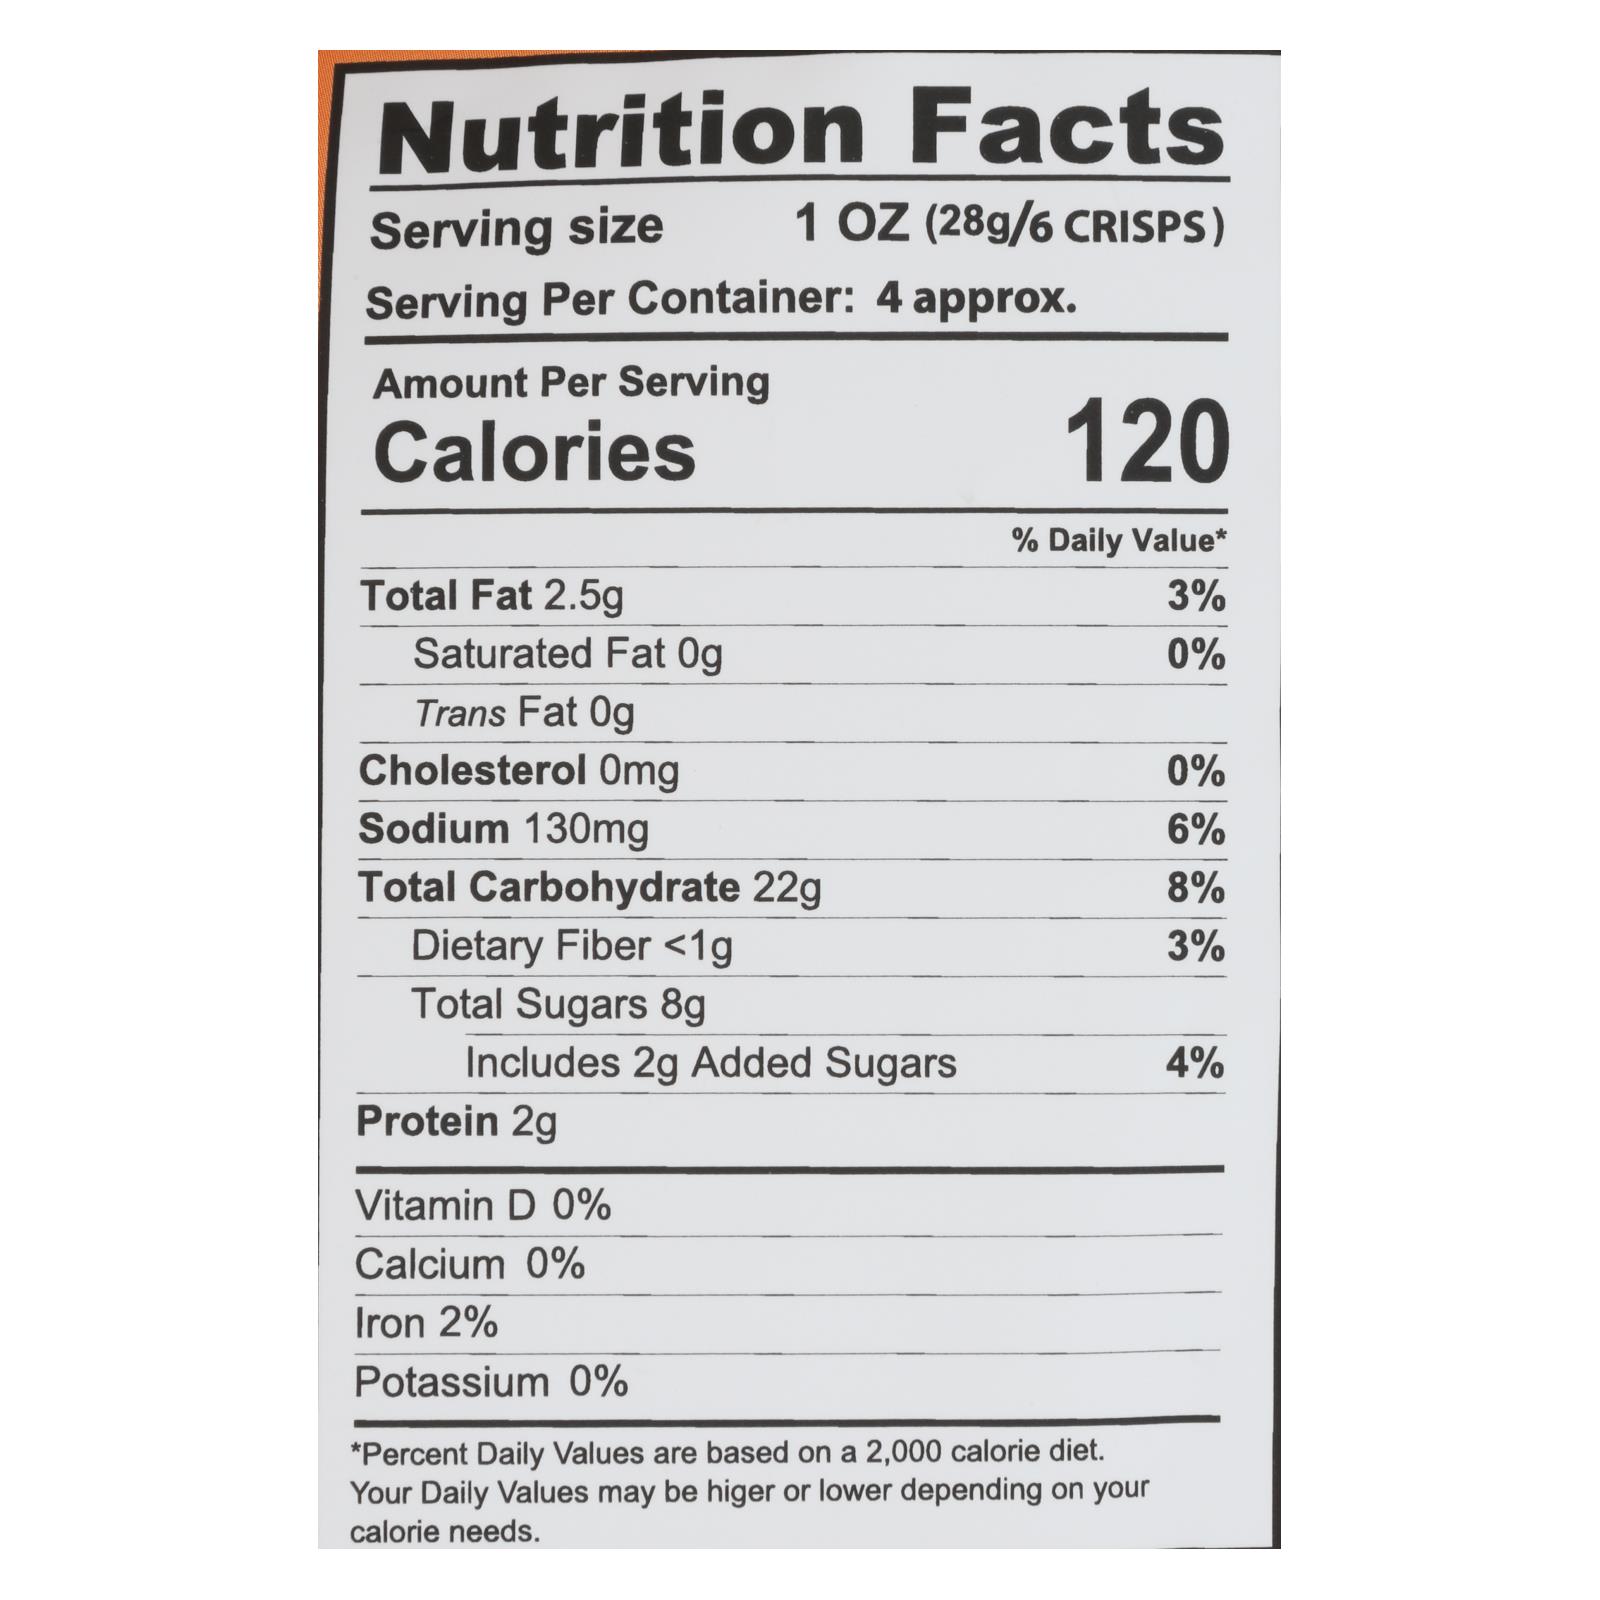 Nutrition Facts
Serving size 1 OZ (28g/6 CRISPS)
Serving Per Container: 4 approx.
Amount Per Serving
Calories 120
% Daily Value*
Total Fat 2.5g 3%
Saturated Fat 0g 0%
Trans Fat 0g
Cholesterol 0mg 0%
Sodium 130mg 6%
Total Carbohydrate 22g 8%
Dietary Fiber <1g 3%
Total Sugars 8g
Includes 2g Added Sugars 4%
Protein 2g
Vitamin D 0%
Calcium 0%
Iron 2%
Potassium 0%
*Percent Daily Values are based on a 2,000 calorie diet.
Your Daily Values may be higer or lower depending on your
calorie needs.